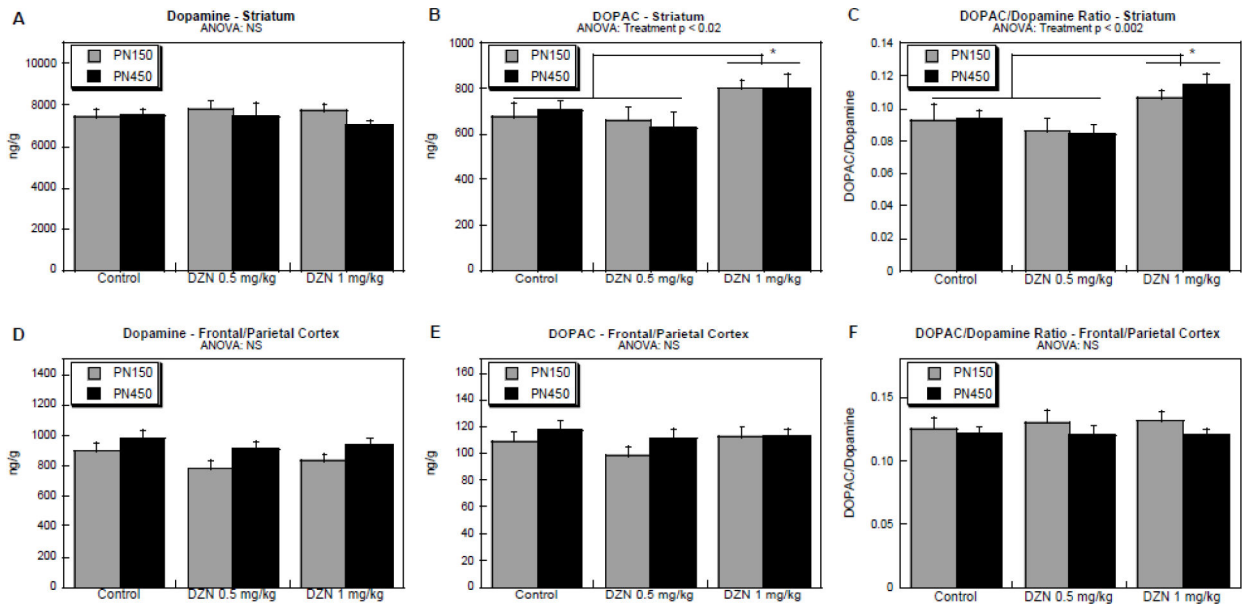 A
Dopamine - Striatum
ANOVA: NS
PN150
PN450
10000
8000
6000
4000
2000
0
ng/g
Control
DZN 0.5 mg/kg
DZN 1 mg/kg
B
DOPAC - Striatum
ANOVA: Treatment p < 0.02
PN150
PN450
*
1000
800
600
400
200
0
ng/g
Control
DZN 0.5 mg/kg
DZN 1 mg/kg
C
DOPAC/Dopamine Ratio - Striatum
ANOVA: Treatment p < 0.002
PN150
PN450
*
0.14
0.12
0.10
0.08
0.06
0.04
0.02
0
DOPAC/Dopamine
Control
DZN 0.5 mg/kg
DZN 1 mg/kg
D
Dopamine - Frontal/Parietal Cortex
ANOVA: NS
PN150
PN450
1400
1200
1000
800
600
400
200
0
ng/g
Control
DZN 0.5 mg/kg
DZN 1 mg/kg
E
DOPAC - Frontal/Parietal Cortex
ANOVA: NS
PN150
PN450
160
140
120
100
80
60
40
20
0
ng/g
Control
DZN 0.5 mg/kg
DZN 1 mg/kg
F
DOPAC/Dopamine Ratio - Frontal/Parietal Cortex
ANOVA: NS
PN150
PN450
0.15
0.10
0.05
0
DOPAC/Dopamine
Control
DZN 0.5 mg/kg
DZN 1 mg/kg